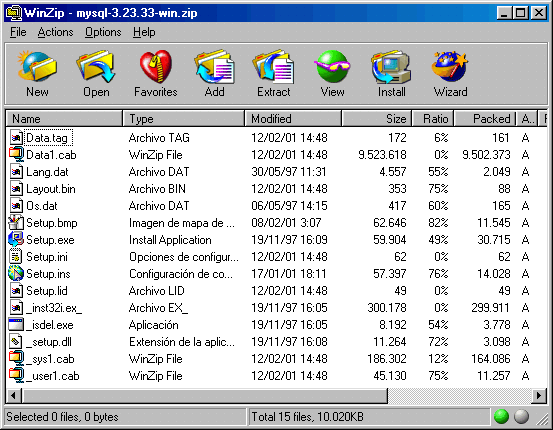 WinZip - mysql-3.23.33-win.zip
File Actions Options Help
New Open Favorites Add Extract View Install Wizard
Name Type Modified Size Ratio Packed A..
Data.tag Archivo TAG 12/02/01 14:48 172 6% 161 A
Data1.cab WinZip File 12/02/01 14:48 9.523.618 0% 9.502.373 A
Lang.dat Archivo DAT 30/05/97 11:31 4.557 55% 2.049 A
Layout.bin Archivo BIN 12/02/01 14:48 353 75% 88 A
Os.dat Archivo DAT 06/05/97 14:15 417 60% 165 A
Setup.bmp Imagen de mapa de ... 08/02/01 3:07 62.646 82% 11.545 A
Setup.exe Install Application 19/11/97 16:09 59.904 49% 30.715 A
Setup.ini Opciones de configur... 12/02/01 14:48 62 0% 62 A
Setup.ins Configuración de co... 17/01/01 18:11 57.397 76% 14.028 A
Setup.lid Archivo LID 12/02/01 14:48 49 0% 49 A
_inst32i.ex_ Archivo EX_ 19/11/97 16:05 300.178 0% 299.911 A
_isdel.exe Aplicación 19/11/97 16:05 8.192 54% 3.778 A
_setup.dll Extensión de la aplic... 19/11/97 16:08 11.264 72% 3.098 A
_sys1.cab WinZip File 12/02/01 14:48 186.302 12% 164.086 A
_user1.cab WinZip File 12/02/01 14:48 45.130 75% 11.257 A
Selected 0 files, 0 bytes Total 15 files, 10.020KB